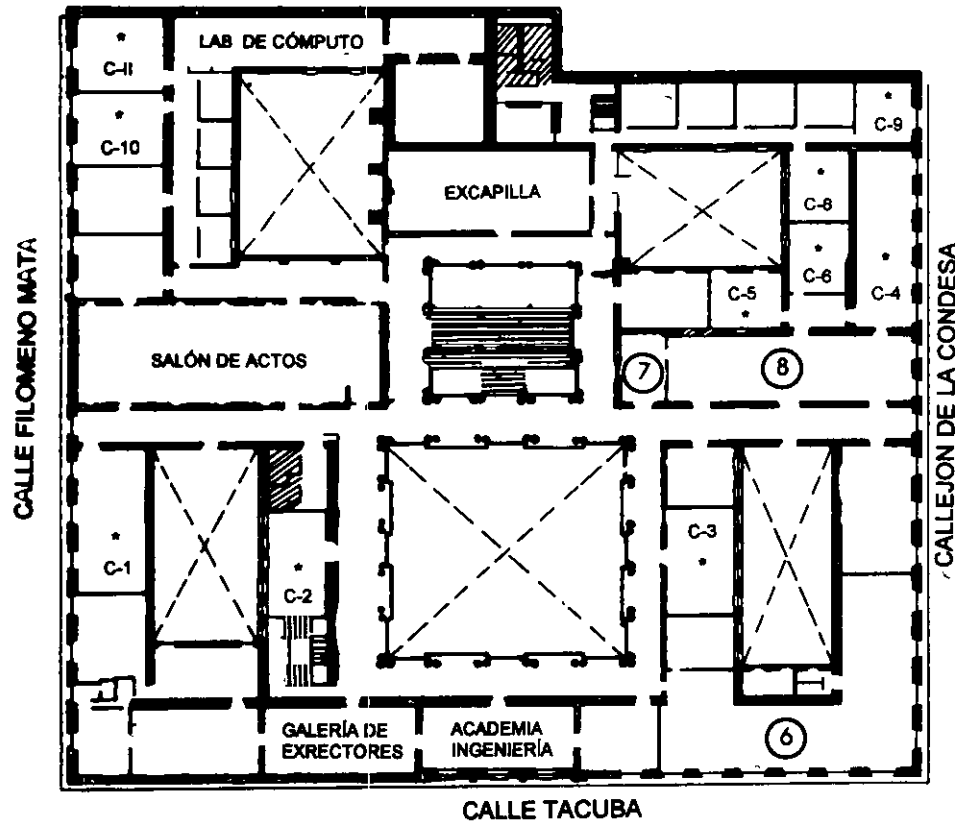 LAB DE CÓMPUTO
C-II
C-10
C-9
EXCAPILLA
C-8
C-6
C-5
C-4
CALLE FILOMENO MATA
SALÓN DE ACTOS
7
8
CALLEJON DE LA CONDESA
C-1
C-2
C-3
GALERÍA DE
EXRECTORES
ACADEMIA
INGENIERÍA
6
CALLE TACUBA